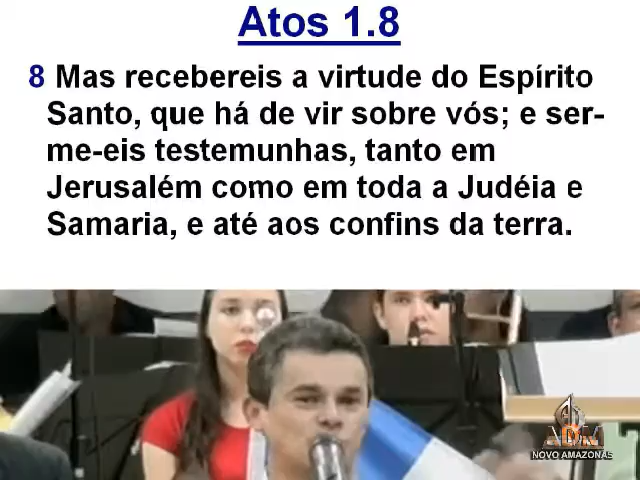 Atos 1.8
8 Mas recebereis a virtude do Espírito
Santo, que há de vir sobre vós; e ser-
me-eis testemunhas, tanto em
Jerusalém como em toda a Judéia e
Samaria, e até aos confins da terra.
NOVO AMAZONAS